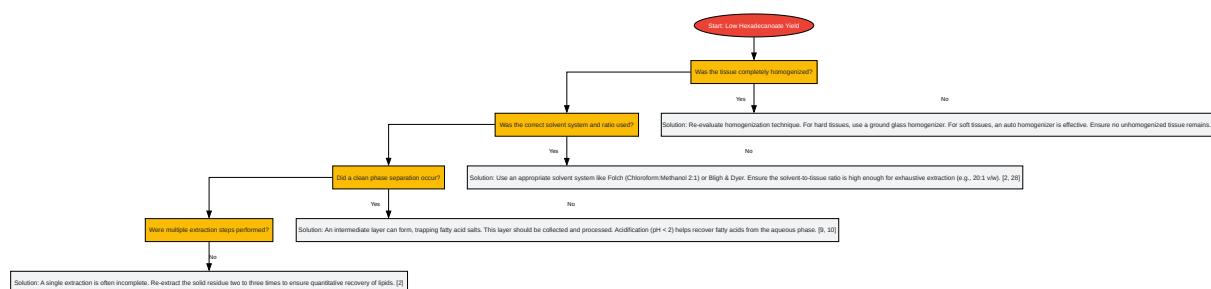 Start: Low Hexadecanoate Yield
Was the tissue completely homogenized?
Yes
No
Was the correct solvent system and ratio used?
Solution: Re-evaluate homogenization technique. For hard tissues, use a ground glass homogenizer. For soft tissues, an auto homogenizer is effective. Ensure no unhomogenized tissue remains.
Yes
No
Did a clean phase separation occur?
Solution: Use an appropriate solvent system like Folch (Chloroform:Methanol 2:1) or Bligh & Dyer. Ensure the solvent-to-tissue ratio is high enough for exhaustive extraction (e.g., 20:1 v/w). [2, 28]
Yes
No
Were multiple extraction steps performed?
Solution: An intermediate layer can form, trapping fatty acid salts. This layer should be collected and processed. Acidification (pH < 2) helps recover fatty acids from the aqueous phase. [9, 10]
No
Solution: A single extraction is often incomplete. Re-extract the solid residue two to three times to ensure quantitative recovery of lipids. [2]